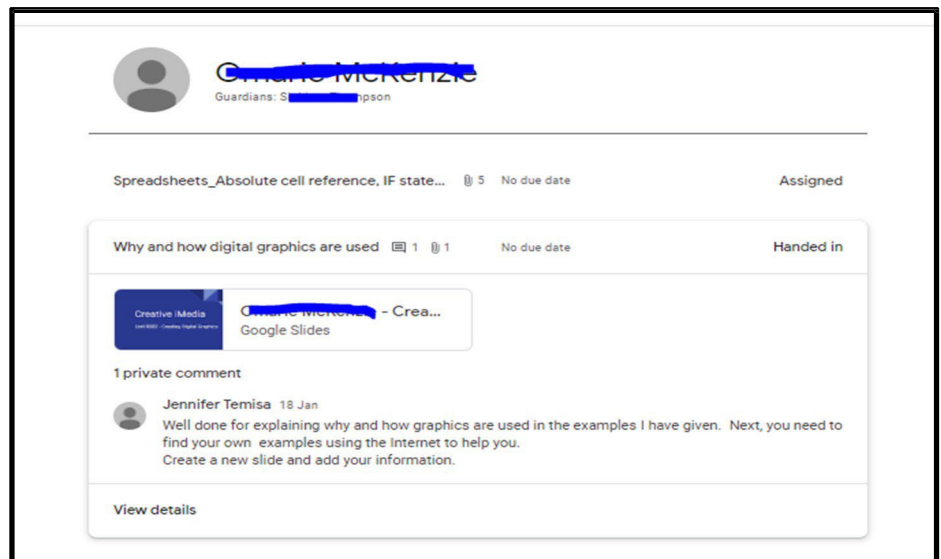 Guardians:
Spreadsheets_Absolute cell reference, IF state... 5 No due date Assigned
Why and how digital graphics are used 1 1 No due date Handed in
Creative iMedia
- Creating Digital Graphics
- Crea...
Google Slides
1 private comment
Jennifer Temisa 18 Jan
Well done for explaining why and how graphics are used in the examples I have given. Next, you need to
find your own examples using the Internet to help you.
Create a new slide and add your information.
View details